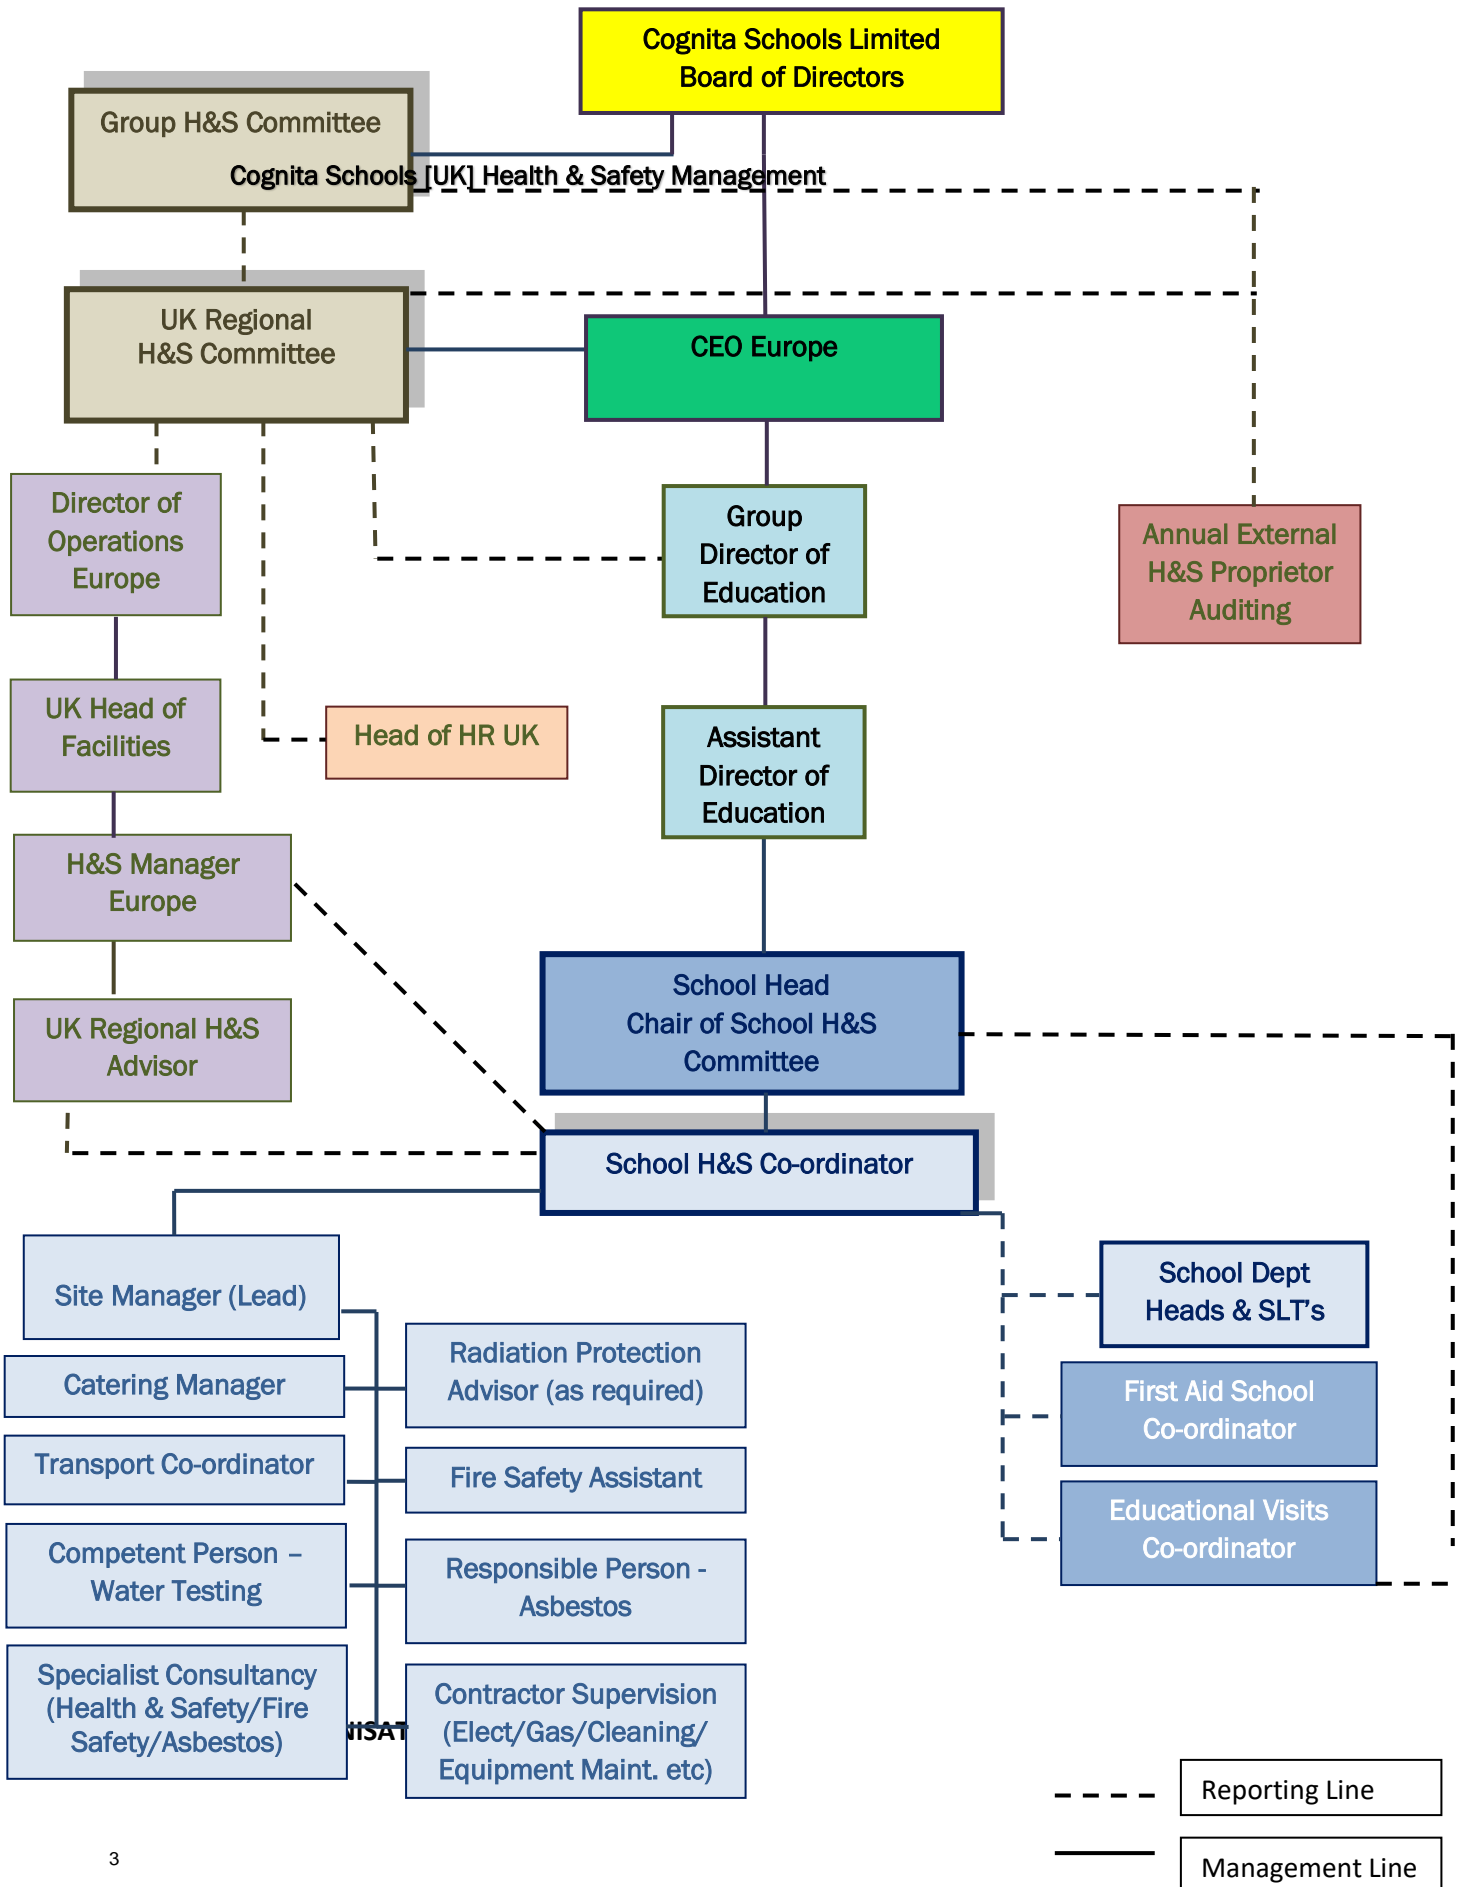 Cognita Schools Limited
Board of Directors
Group H&S Committee
Cognita Schools [UK] Health & Safety Management
UK Regional
H&S Committee
CEO Europe
Director of
Operations
Europe
Group
Director of
Education
Annual External
H&S Proprietor
Auditing
UK Head of
Facilities
Head of HR UK
Assistant
Director of
Education
H&S Manager
Europe
School Head
Chair of School H&S
Committee
UK Regional H&S
Advisor
School H&S Co-ordinator
Site Manager (Lead)
School Dept
Heads & SLT's
Radiation Protection
Advisor (as required)
Catering Manager
First Aid School
Co-ordinator
Transport Co-ordinator
Fire Safety Assistant
Educational Visits
Co-ordinator
Competent Person –
Water Testing
Responsible Person -
Asbestos
Specialist Consultancy
(Health & Safety/Fire
Safety/Asbestos)
NISAT
Contractor Supervision
(Elect/Gas/Cleaning/
Equipment Maint. etc)
Reporting Line
Management Line
3